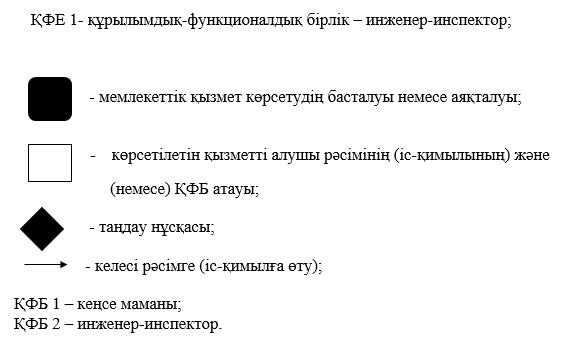 ҚФЕ 1- құрылымдық-функционалдық бірлік – инженер-инспектор;
- мемлекеттік қызмет көрсетудің басталуы немесе аяқталуы;
- көрсетілетін қызметті алушы рәсімінің (іс-қимылының) және
(немесе) ҚФБ атауы;
- таңдау нұсқасы;
- келесі рәсімге (іс-қимылға өту);
ҚФБ 1 – кеңсе маманы;
ҚФБ 2 – инженер-инспектор.